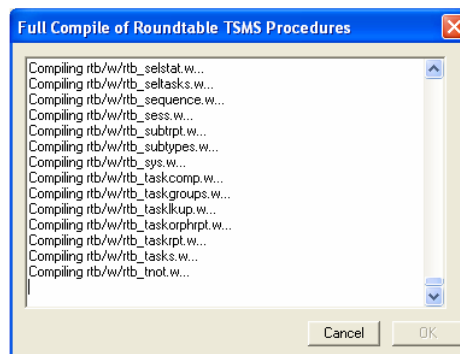 Full Compile of Roundtable TSMS Procedures
Compiling rtb/w/rtb_selstat.w...
Compiling rtb/w/rtb_seltasks.w...
Compiling rtb/w/rtb_sequence.w...
Compiling rtb/w/rtb_sess.w...
Compiling rtb/w/rtb_subtrpt.w...
Compiling rtb/w/rtb_subtypes.w...
Compiling rtb/w/rtb_sys.w...
Compiling rtb/w/rtb_taskcomp.w...
Compiling rtb/w/rtb_taskgroups.w...
Compiling rtb/w/rtb_tasklkup.w...
Compiling rtb/w/rtb_taskorphrpt.w...
Compiling rtb/w/rtb_taskrpt.w...
Compiling rtb/w/rtb_tasks.w...
Compiling rtb/w/rtb_tnot.w...
Cancel OK